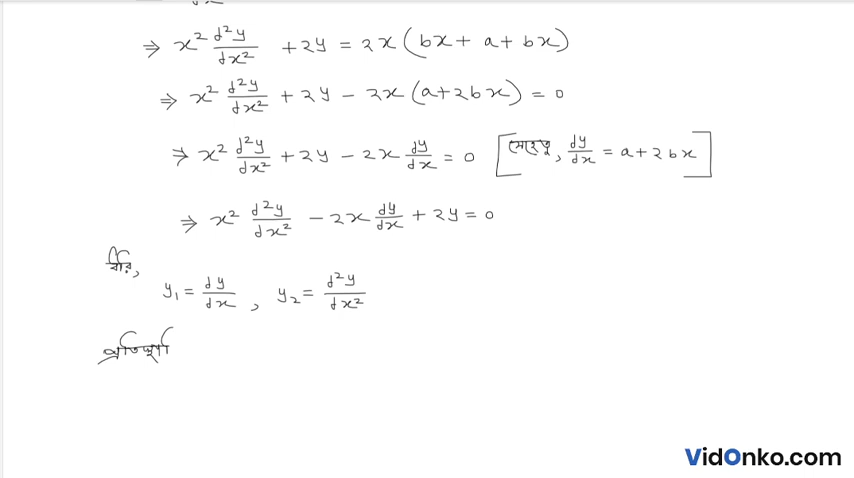 ⇒ x² d²y/dx² + 2y = 2x (bx + a + bx)
⇒ x² d²y/dx² + 2y - 2x (a + 2bx) = 0
⇒ x² d²y/dx² + 2y - 2x dy/dx = 0 [যেহেতু, dy/dx = a + 2bx]
⇒ x² d²y/dx² - 2x dy/dx + 2y = 0
ধরি,
y₁ = dy/dx , y₂ = d²y/dx²
VidOnko.com